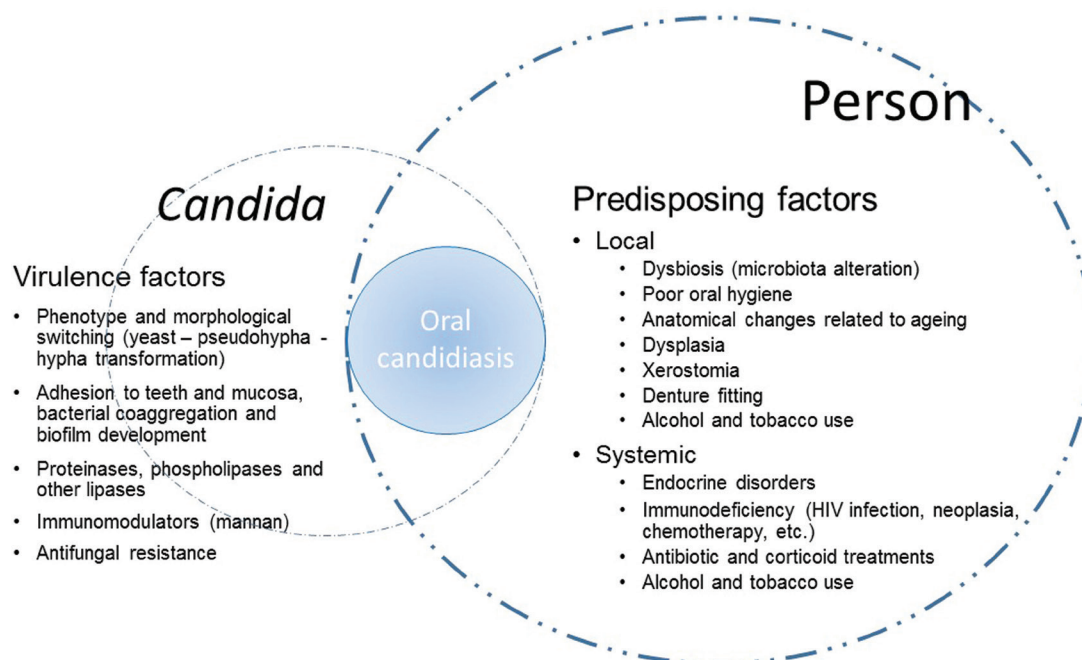 Person
Candida
Virulence factors
• Phenotype and morphological
switching (yeast – pseudohypha -
hypha transformation)
• Adhesion to teeth and mucosa,
bacterial coaggregation and
biofilm development
• Proteinases, phospholipases and
other lipases
• Immunomodulators (mannan)
• Antifungal resistance
Oral
candidiasis
Predisposing factors
• Local
• Dysbiosis (microbiota alteration)
• Poor oral hygiene
• Anatomical changes related to ageing
• Dysplasia
• Xerostomia
• Denture fitting
• Alcohol and tobacco use
• Systemic
• Endocrine disorders
• Immunodeficiency (HIV infection, neoplasia,
chemotherapy, etc.)
• Antibiotic and corticoid treatments
• Alcohol and tobacco use